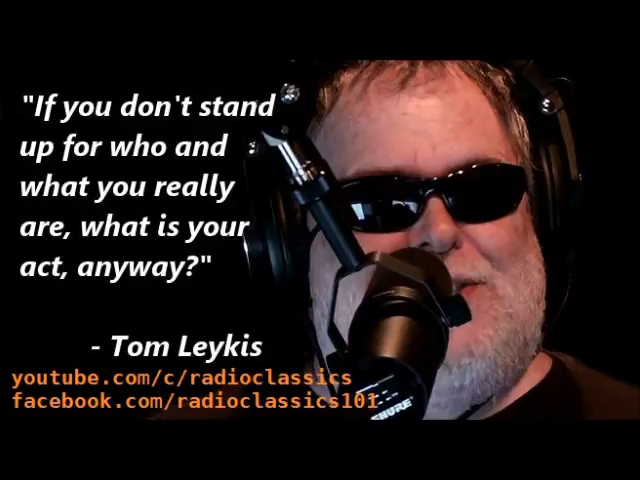 "If you don't stand
up for who and
what you really
are, what is your
act, anyway?"
- Tom Leykis
youtube.com/c/radioclassics
facebook.com/radioclassics101
SHURE